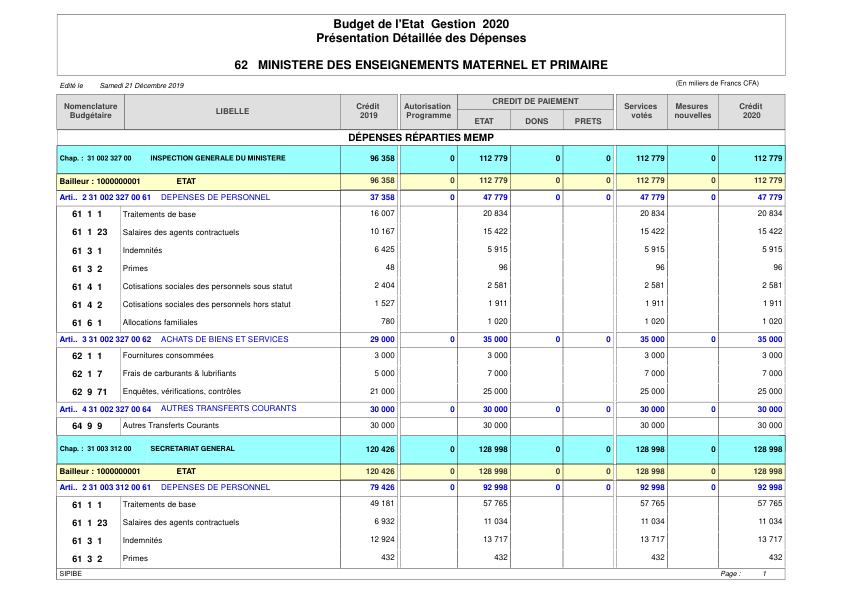 Budget de l'Etat Gestion 2020
Présentation Détaillée des Dépenses
62 MINISTERE DES ENSEIGNEMENTS MATERNEL ET PRIMAIRE
Edité le Samedi 21 Décembre 2019 (En miliers de Francs CFA)
Nomenclature Budgétaire LIBELLE Crédit 2019 Autorisation Programme CREDIT DE PAIEMENT ETAT DONS PRETS Services votés Mesures nouvelles Crédit 2020
DÉPENSES RÉPARTIES MEMP
Chap. : 31 002 327 00 INSPECTION GENERALE DU MINISTERE 96 358 0 112 779 0 0 112 779 0 112 779
Bailleur : 1000000001 ETAT 96 358 0 112 779 0 0 112 779 0 112 779
Arti.. 2 31 002 327 00 61 DEPENSES DE PERSONNEL 37 358 0 47 779 0 0 47 779 0 47 779
61 1 1 Traitements de base 16 007 20 834 20 834 20 834
61 1 23 Salaires des agents contractuels 10 167 15 422 15 422 15 422
61 3 1 Indemnités 6 425 5 915 5 915 5 915
61 3 2 Primes 48 96 96 96
61 4 1 Cotisations sociales des personnels sous statut 2 404 2 581 2 581 2 581
61 4 2 Cotisations sociales des personnels hors statut 1 527 1 911 1 911 1 911
61 6 1 Allocations familiales 780 1 020 1 020 1 020
Arti.. 3 31 002 327 00 62 ACHATS DE BIENS ET SERVICES 29 000 0 35 000 0 0 35 000 0 35 000
62 1 1 Fournitures consommées 3 000 3 000 3 000 3 000
62 1 7 Frais de carburants & lubrifiants 5 000 7 000 7 000 7 000
62 9 71 Enquêtes, vérifications, contrôles 21 000 25 000 25 000 25 000
Arti.. 4 31 002 327 00 64 AUTRES TRANSFERTS COURANTS 30 000 0 30 000 0 0 30 000 0 30 000
64 9 9 Autres Transferts Courants 30 000 30 000 30 000 30 000
Chap. : 31 003 312 00 SECRETARIAT GENERAL 120 426 0 128 998 0 0 128 998 0 128 998
Bailleur : 1000000001 ETAT 120 426 0 128 998 0 0 128 998 0 128 998
Arti.. 2 31 003 312 00 61 DEPENSES DE PERSONNEL 79 426 0 92 998 0 0 92 998 0 92 998
61 1 1 Traitements de base 49 181 57 765 57 765 57 765
61 1 23 Salaires des agents contractuels 6 932 11 034 11 034 11 034
61 3 1 Indemnités 12 924 13 717 13 717 13 717
61 3 2 Primes 432 432 432 432
SIPIBE Page : 1